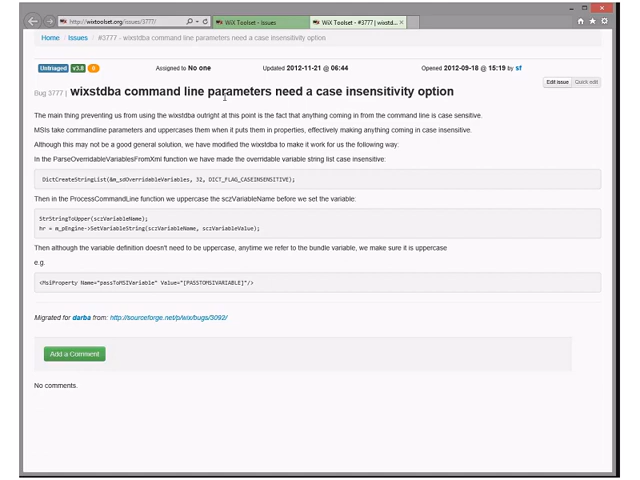 http://wixtoolset.org/issues/3777/
WiX Toolset - Issues
WiX Toolset - #3777 | wixstd...
Home / Issues / #3777 - wixstdba command line parameters need a case insensitivity option
Untriaged v3.8 0 Assigned to No one Updated 2012-11-21 @ 06:44 Opened 2012-09-18 @ 15:19 by sf
Edit issue Quick edit
Bug 3777 | wixstdba command line parameters need a case insensitivity option
The main thing preventing us from using the wixstdba outright at this point is the fact that anything coming in from the command line is case sensitive.
MSIs take commandline parameters and uppercases them when it puts them in properties, effectively making anything coming in case insensitive.
Although this may not be a good general solution, we have modified the wixstdba to make it work for us the following way:
In the ParseOverridableVariablesFromXml function we have made the overridable variable string list case insensitive:
DictCreateStringList(&m_sdOverridableVariables, 32, DICT_FLAG_CASEINSENSITIVE);
Then in the ProcessCommandLine function we uppercase the sczVariableName before we set the variable:
StrStringToUpper(sczVariableName);
hr = m_pEngine->SetVariableString(sczVariableName, sczVariableValue);
Then although the variable definition doesn't need to be uppercase, anytime we refer to the bundle variable, we make sure it is uppercase
e.g.
<MsiProperty Name="passToMSIVariable" Value="[PASSTOMSIVARIABLE]"/>
Migrated for darba from: http://sourceforge.net/p/wix/bugs/3092/
Add a Comment
No comments.